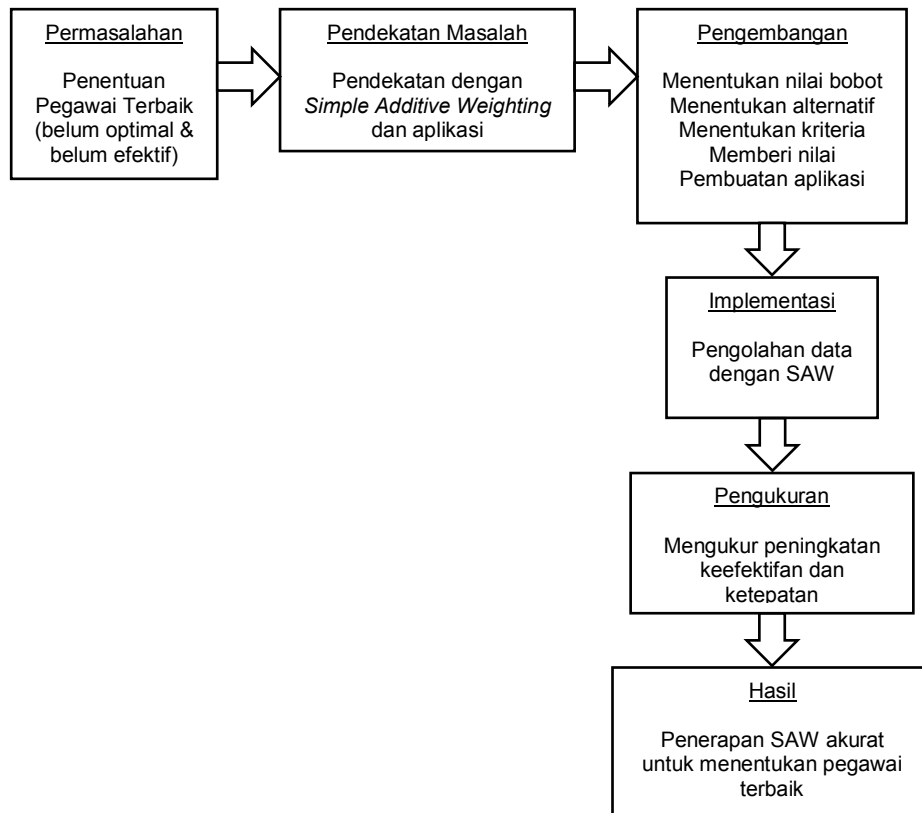 Permasalahan
Penentuan
Pegawai Terbaik
(belum optimal &
belum efektif)
Pendekatan Masalah
Pendekatan dengan
Simple Additive Weighting
dan aplikasi
Pengembangan
Menentukan nilai bobot
Menentukan alternatif
Menentukan kriteria
Memberi nilai
Pembuatan aplikasi
Implementasi
Pengolahan data
dengan SAW
Pengukuran
Mengukur peningkatan
keefektifan dan
ketepatan
Hasil
Penerapan SAW akurat
untuk menentukan pegawai
terbaik